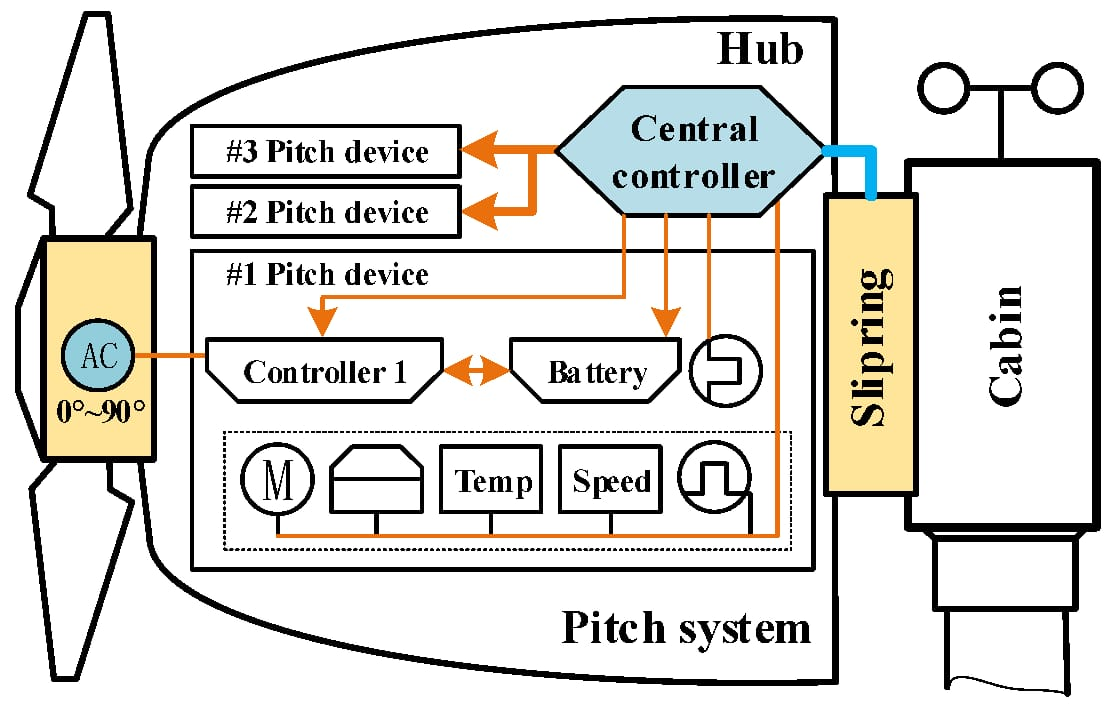 Hub
Central
controller
#3 Pitch device
#2 Pitch device
#1 Pitch device
AC
0°~90°
Controller 1
Battery
M
Temp
Speed
Slipring
Cabin
Pitch system